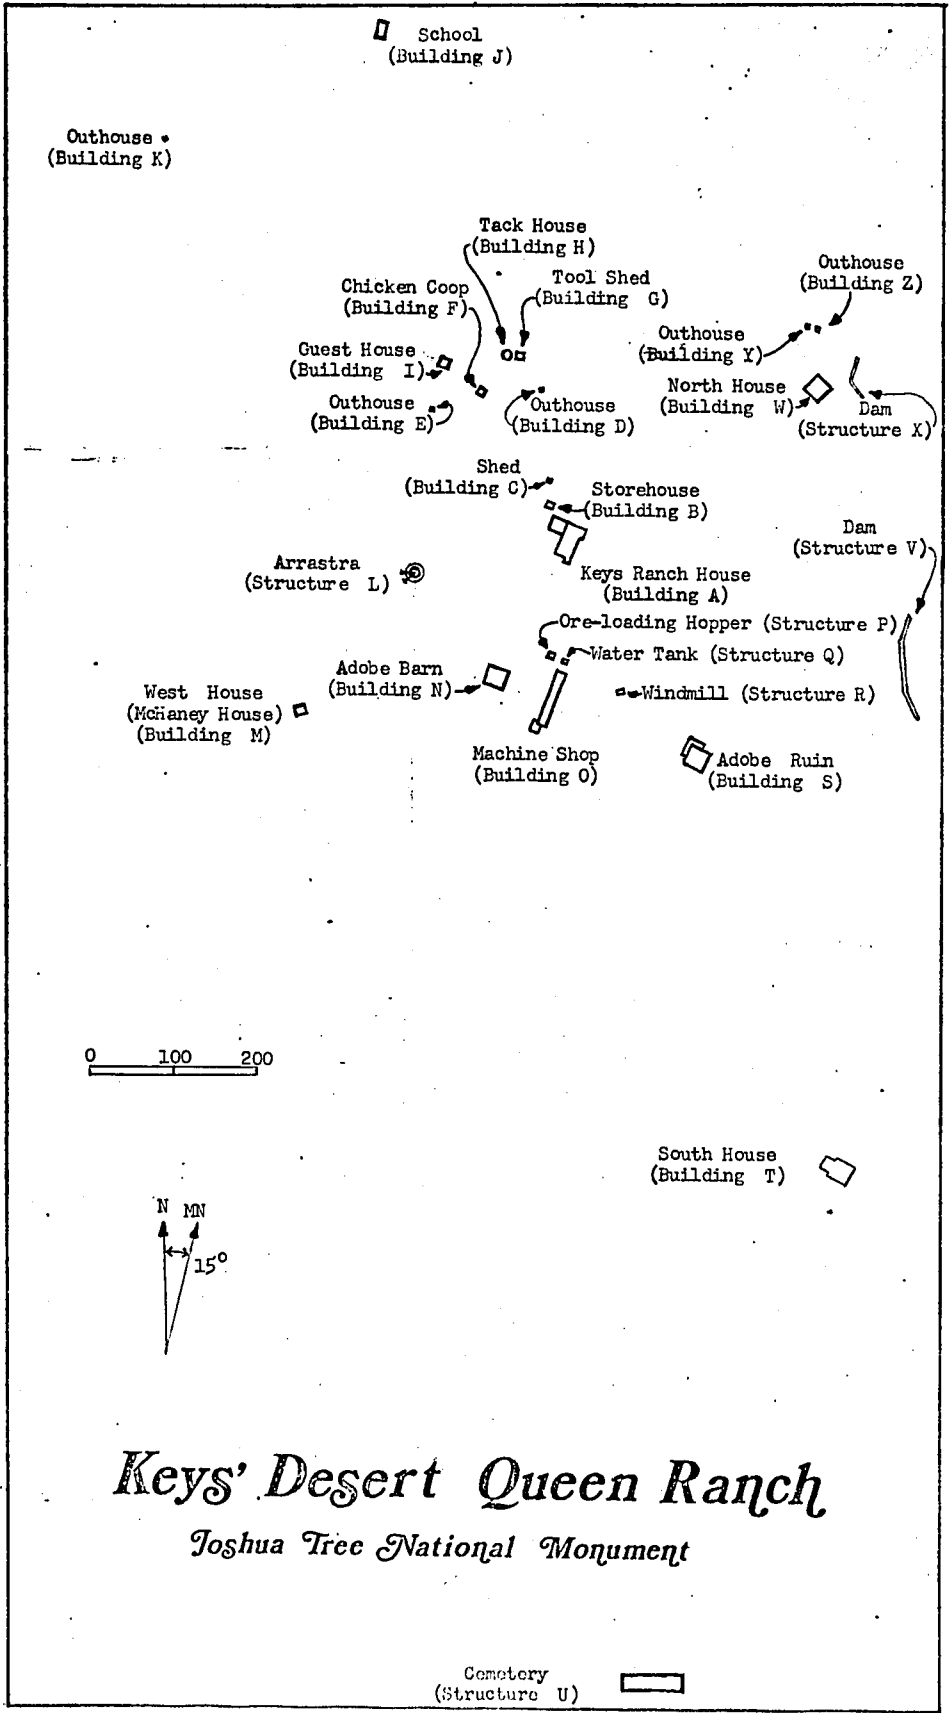 School
(Building J)
Outhouse
(Building K)
Tack House
(Building H)
Tool Shed
(Building G)
Outhouse
(Building Z)
Chicken Coop
(Building F)
Outhouse
(Building Y)
Guest House
(Building I)
North House
(Building W)
Outhouse
(Building E)
Outhouse
(Building D)
Dam
(Structure X)
Shed
(Building C)
Storehouse
(Building B)
Dam
(Structure V)
Arrastra
(Structure L)
Keys Ranch House
(Building A)
Ore-loading Hopper (Structure P)
Water Tank (Structure Q)
Adobe Barn
(Building N)
Windmill (Structure R)
West House
(McHaney House)
(Building M)
Machine Shop
(Building O)
Adobe Ruin
(Building S)
0 100 200
South House
(Building T)
N MN
15°
Keys' Desert Queen Ranch
Joshua Tree National Monument
Cemetery
(Structure U)